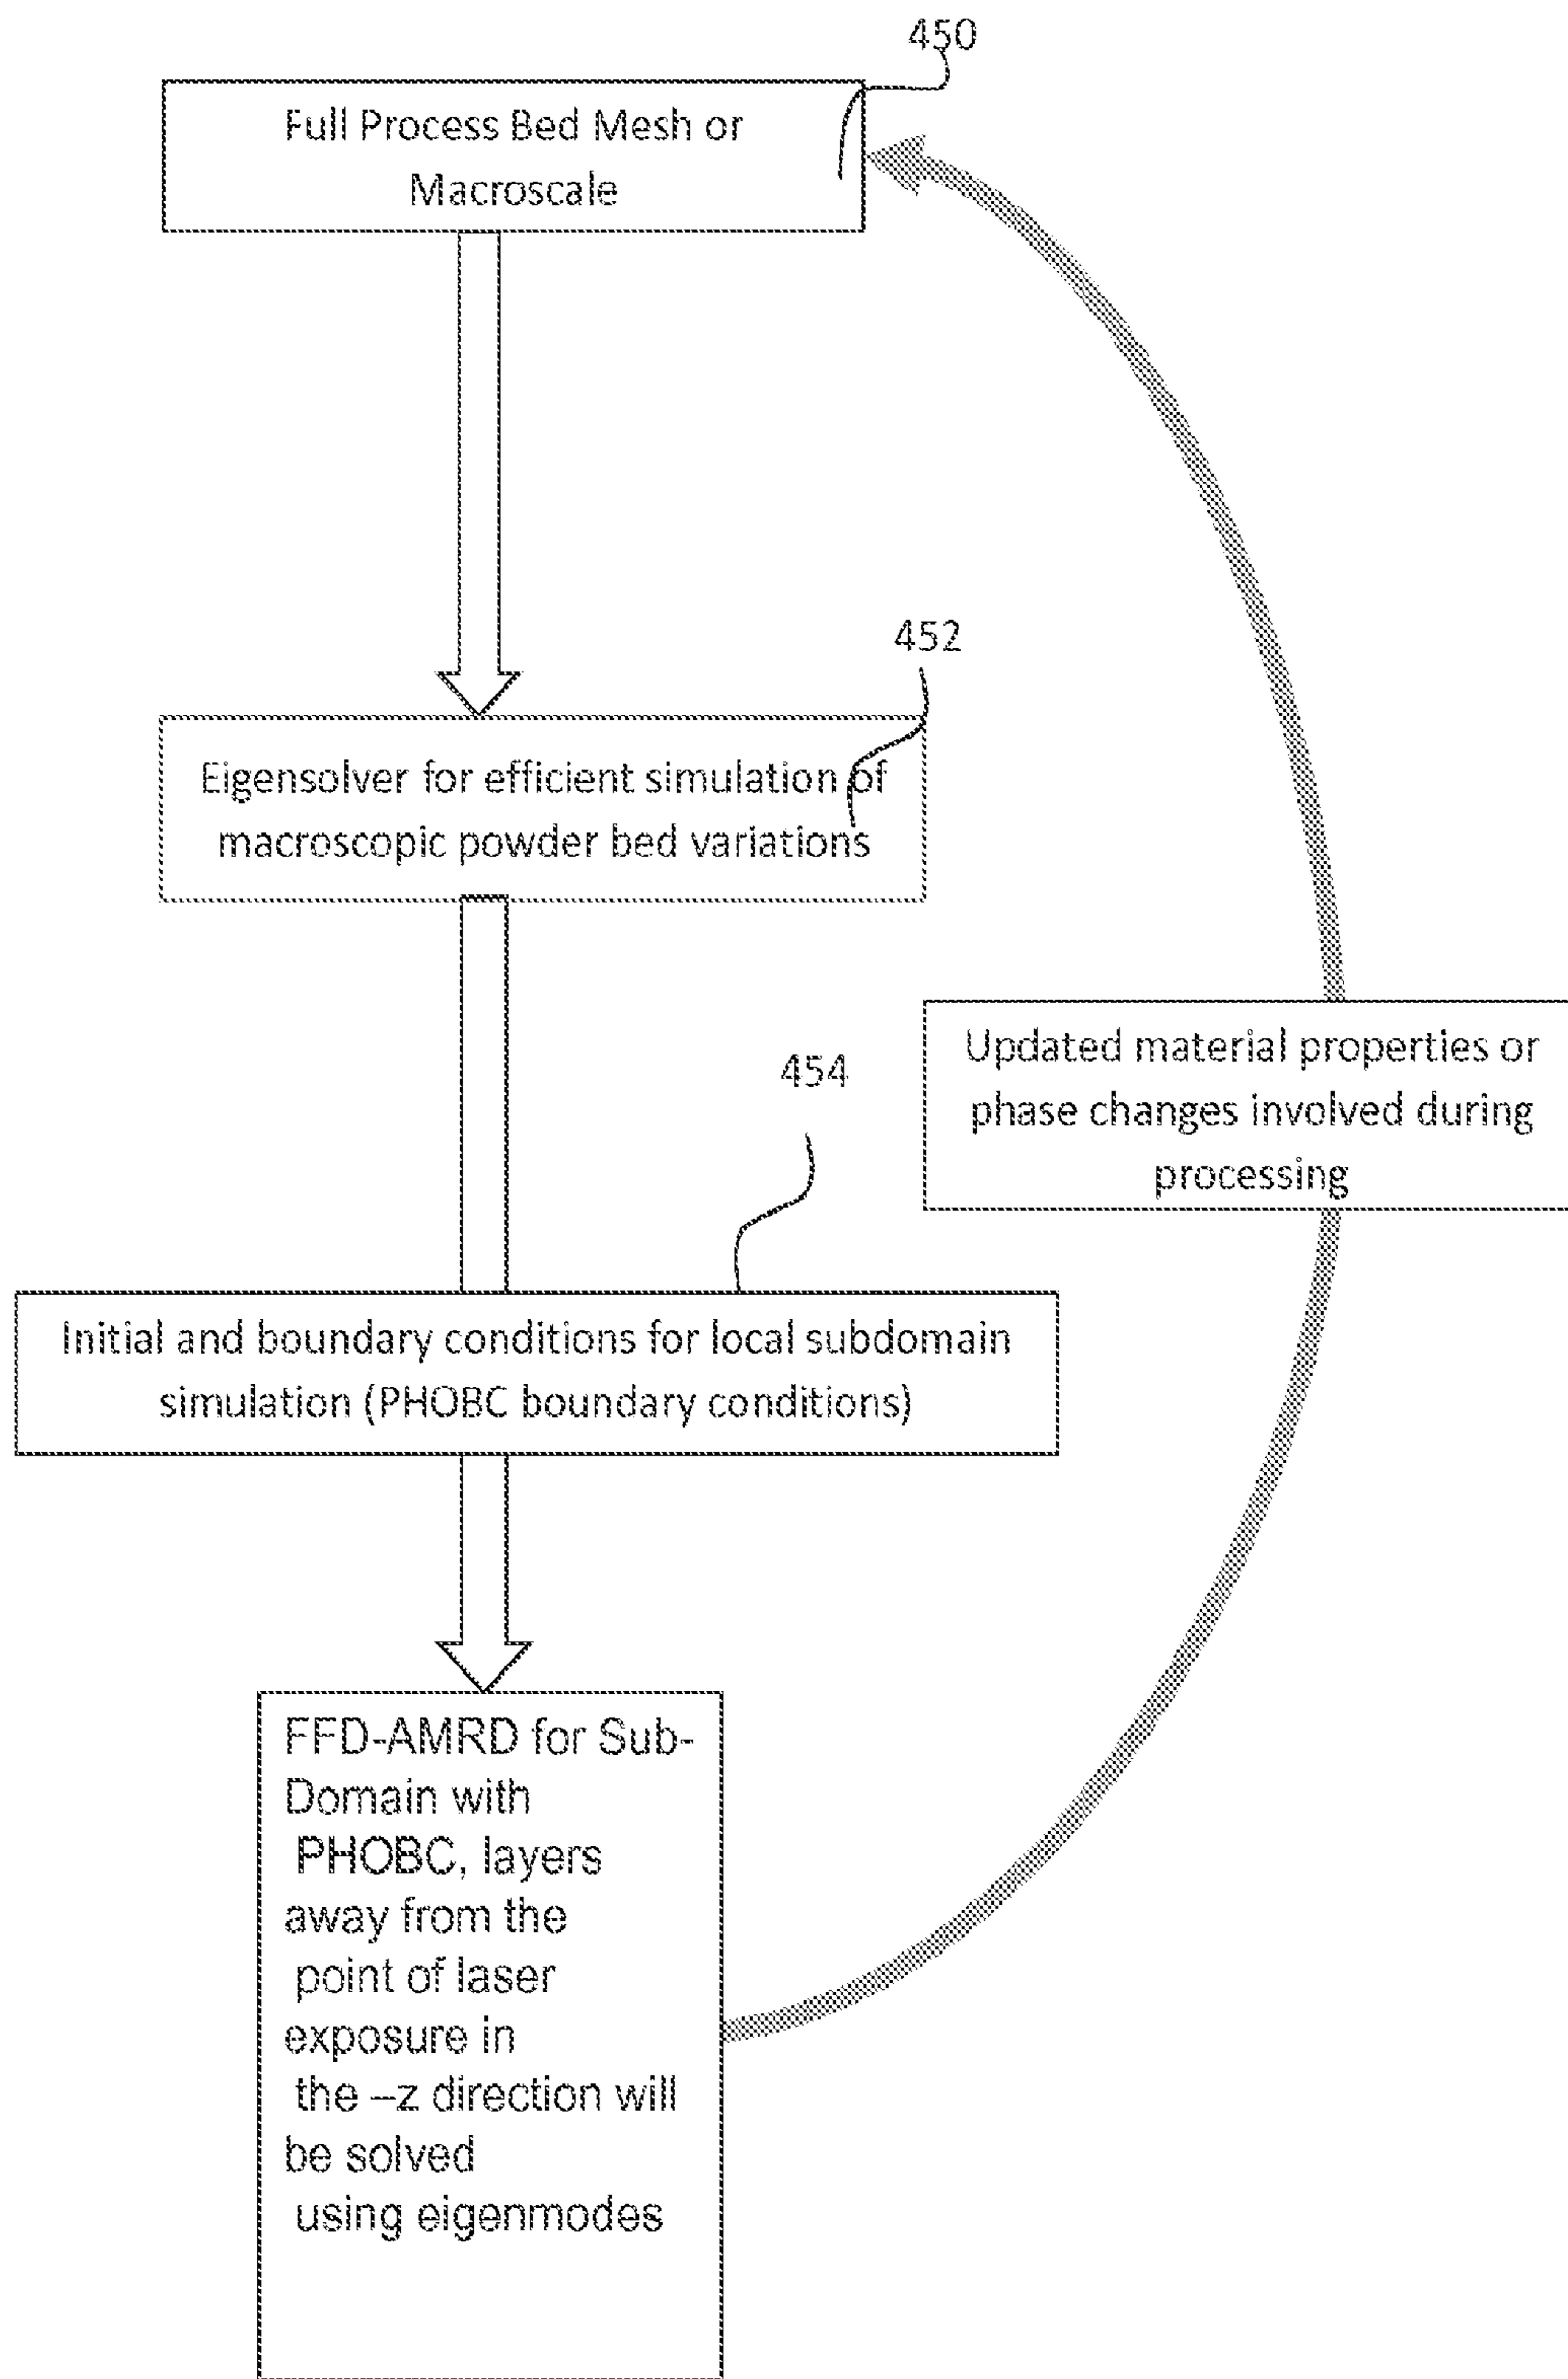 450
Full Process Bed Mesh or
Macroscale
452
Eigensolver for efficient simulation of
macroscopic powder bed variations
454
Updated material properties or
phase changes involved during
processing
Initial and boundary conditions for local subdomain
simulation (PHOBC boundary conditions)
FFD-AMRD for Sub-
Domain with
PHOBC, layers
away from the
point of laser
exposure in
the –z direction will
be solved
using eigenmodes